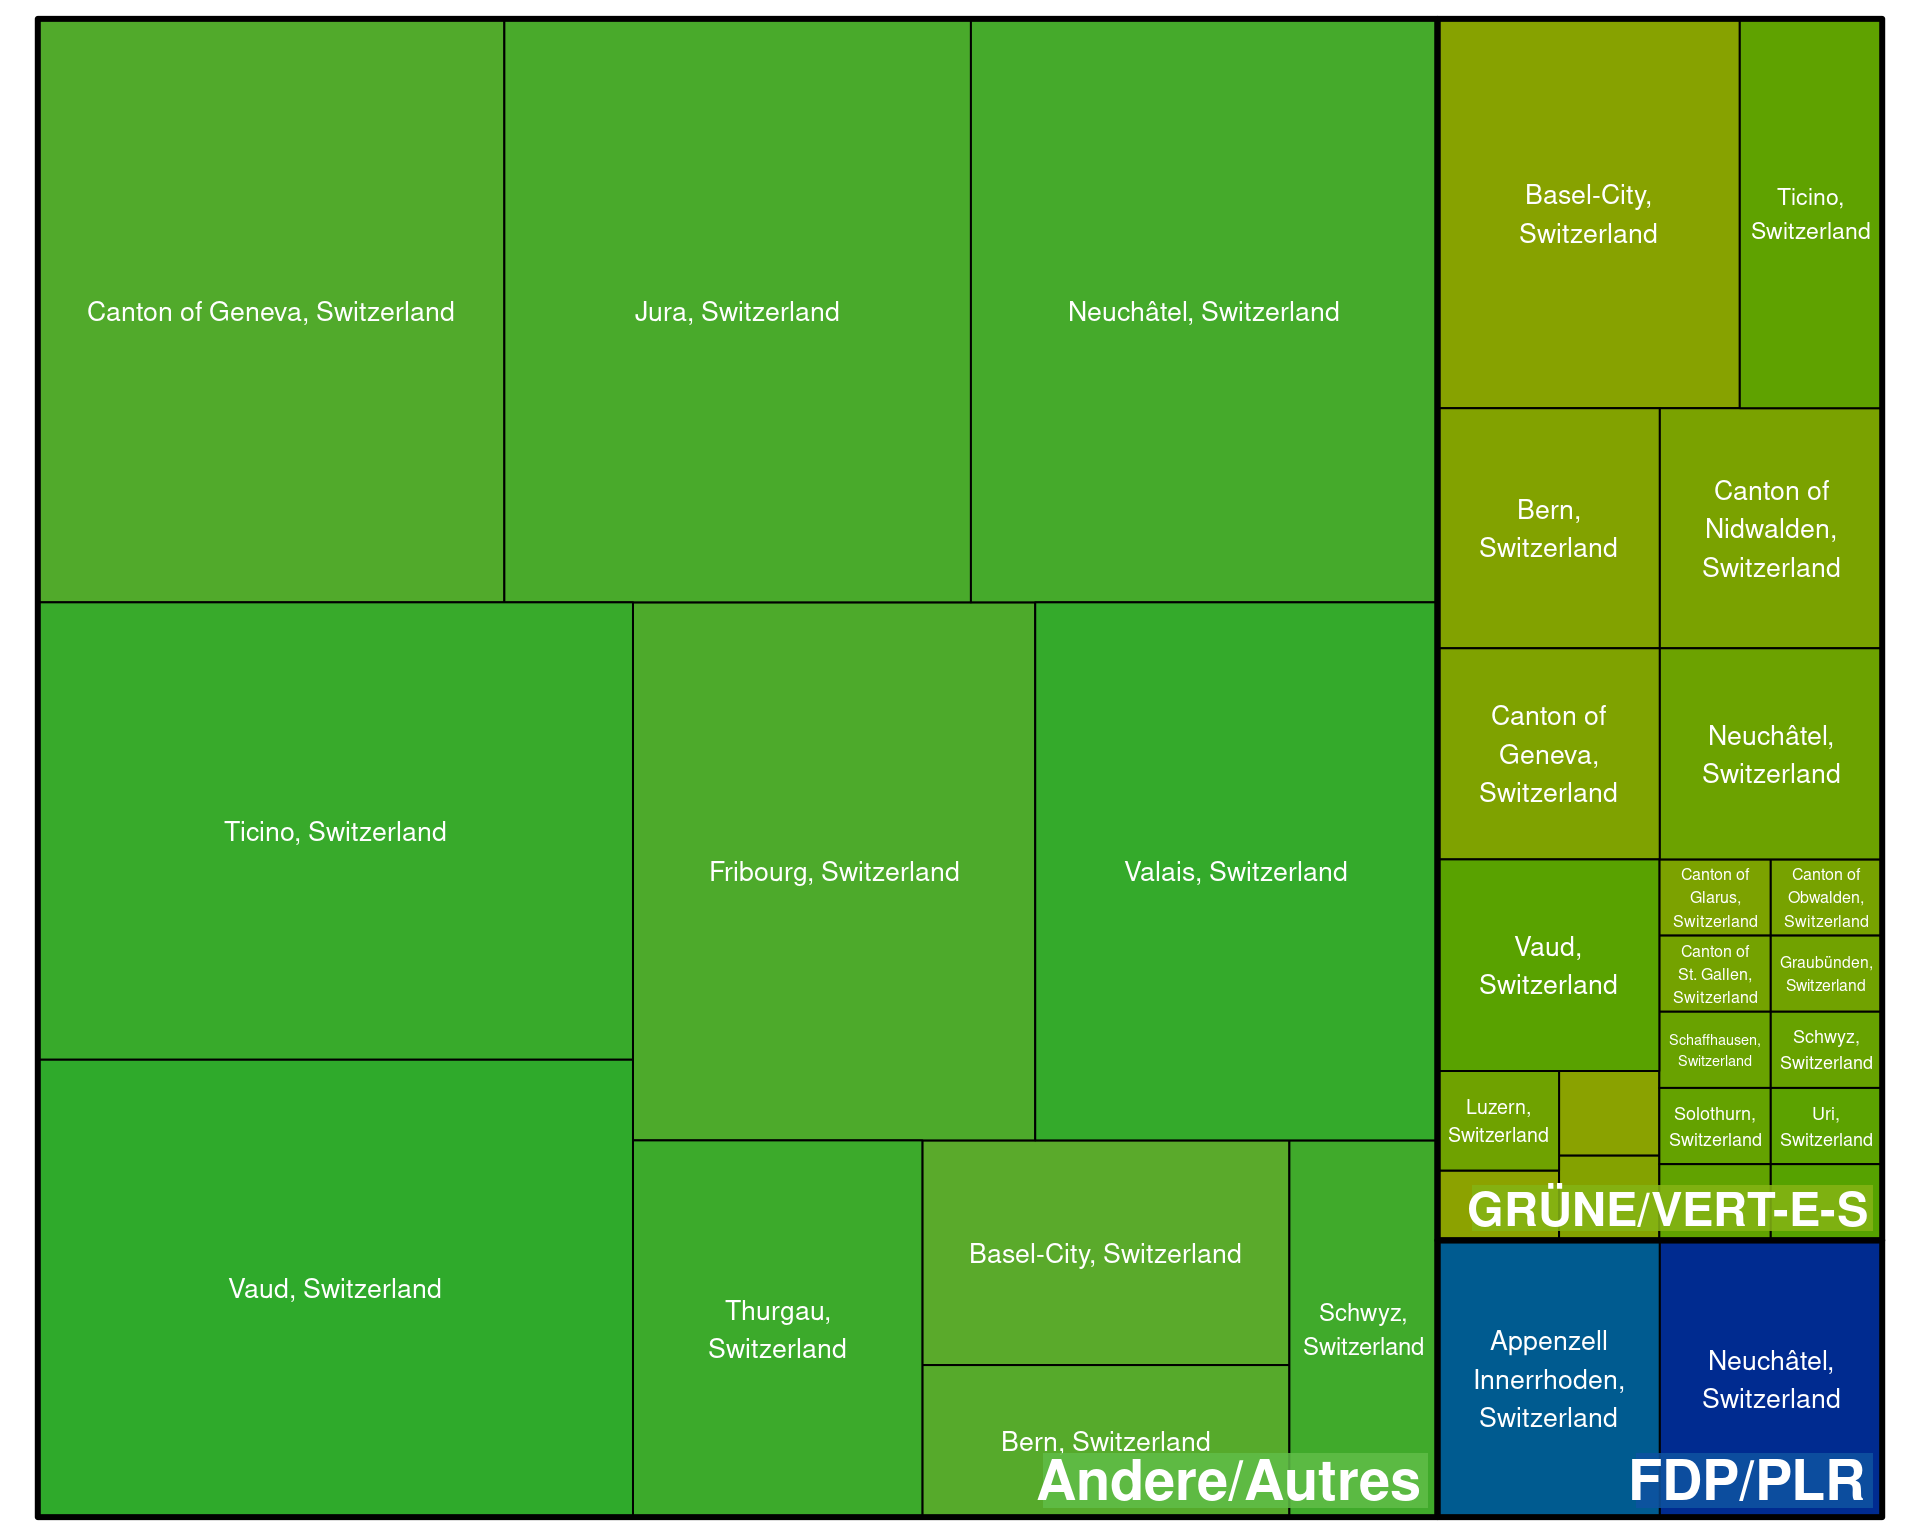 Canton of Geneva, Switzerland
Jura, Switzerland
Neuchâtel, Switzerland
Ticino, Switzerland
Fribourg, Switzerland
Valais, Switzerland
Vaud, Switzerland
Thurgau,
Switzerland
Basel-City, Switzerland
Bern, Switzerland
Schwyz,
Switzerland
Andere/Autres
Basel-City,
Switzerland
Ticino,
Switzerland
Bern,
Switzerland
Canton of
Nidwalden,
Switzerland
Canton of
Geneva,
Switzerland
Neuchâtel,
Switzerland
Vaud,
Switzerland
Canton of
Glarus,
Switzerland
Canton of
Obwalden,
Switzerland
Canton of
St. Gallen,
Switzerland
Graubünden,
Switzerland
Schaffhausen,
Switzerland
Schwyz,
Switzerland
Luzern,
Switzerland
Solothurn,
Switzerland
Uri,
Switzerland
GRÜNE/VERT-E-S
Appenzell
Innerrhoden,
Switzerland
Neuchâtel,
Switzerland
FDP/PLR